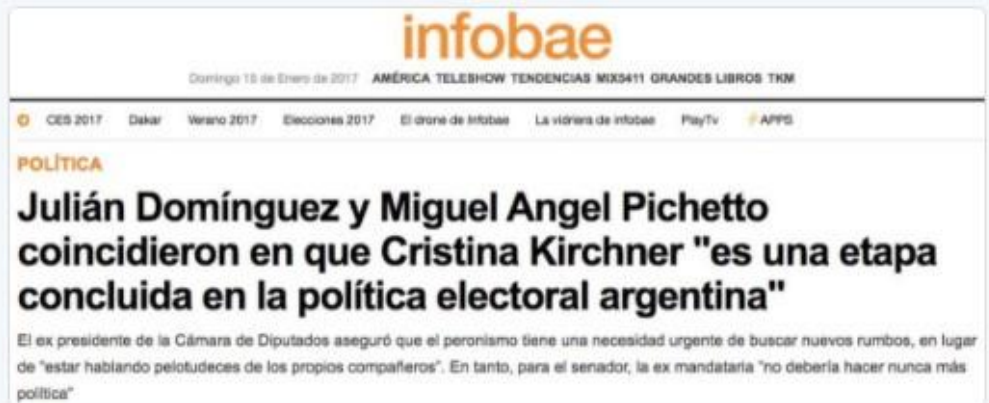 infobae
Domingo 15 de Enero de 2017 AMÉRICA TELESHOW TENDENCIAS MIX5411 GRANDES LIBROS TKM
CES 2017 Dakar Verano 2017 Elecciones 2017 El drone de Infobae La vidriera de infobae PlayTv APPS
POLÍTICA
Julián Domínguez y Miguel Angel Pichetto
coincidieron en que Cristina Kirchner "es una etapa
concluida en la política electoral argentina"
El ex presidente de la Cámara de Diputados aseguró que el peronismo tiene una necesidad urgente de buscar nuevos rumbos, en lugar
de "estar hablando pelotudeces de los propios compañeros". En tanto, para el senador, la ex mandataria "no debería hacer nunca más
política"